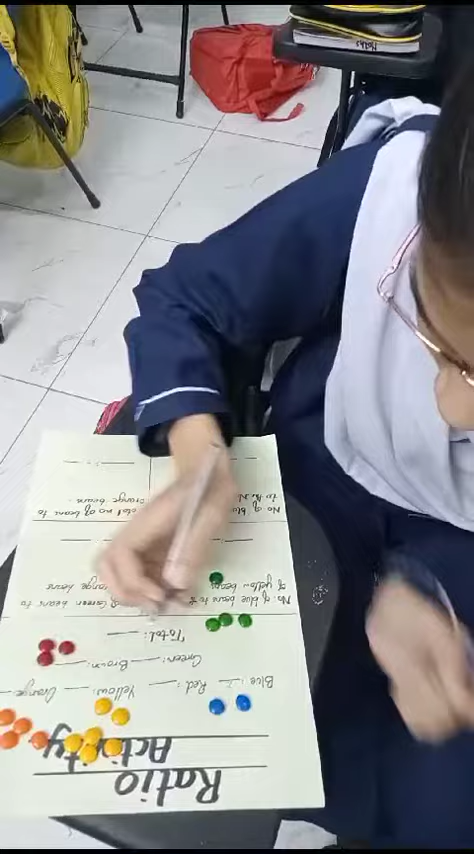 Ratio
Activity
Blue: Red: Yellow: Orange
Green: Brown:
Total:
No. of blue beans to
of yellow beans
Green beans to
orange beans
No. of
to the
total no of beans to
orange beans.